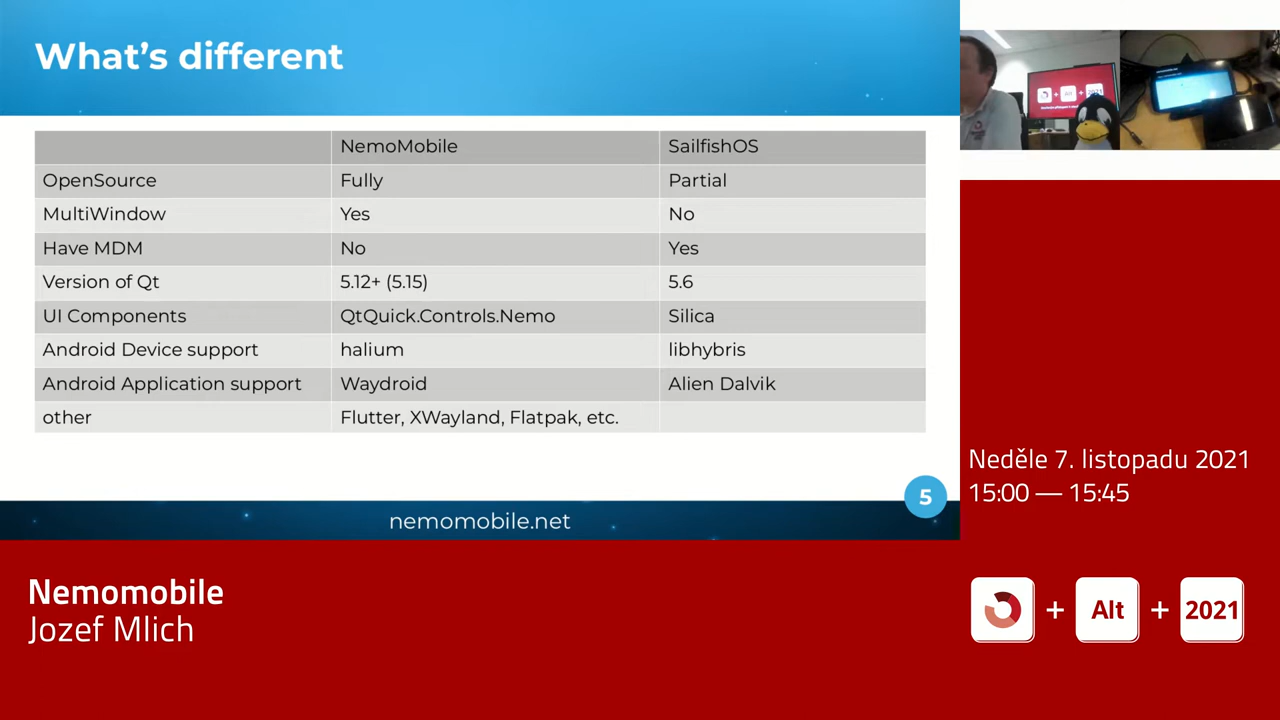 What’s different
NemoMobile SailfishOS
OpenSource Fully Partial
MultiWindow Yes No
Have MDM No Yes
Version of Qt 5.12+ (5.15) 5.6
UI Components QtQuick.Controls.Nemo Silica
Android Device support halium libhybris
Android Application support Waydroid Alien Dalvik
other Flutter, XWayland, Flatpak, etc.
5
nemomobile.net
Neděle 7. listopadu 2021
15:00 — 15:45
Nemomobile
Jozef Mlich
+ Alt + 2021